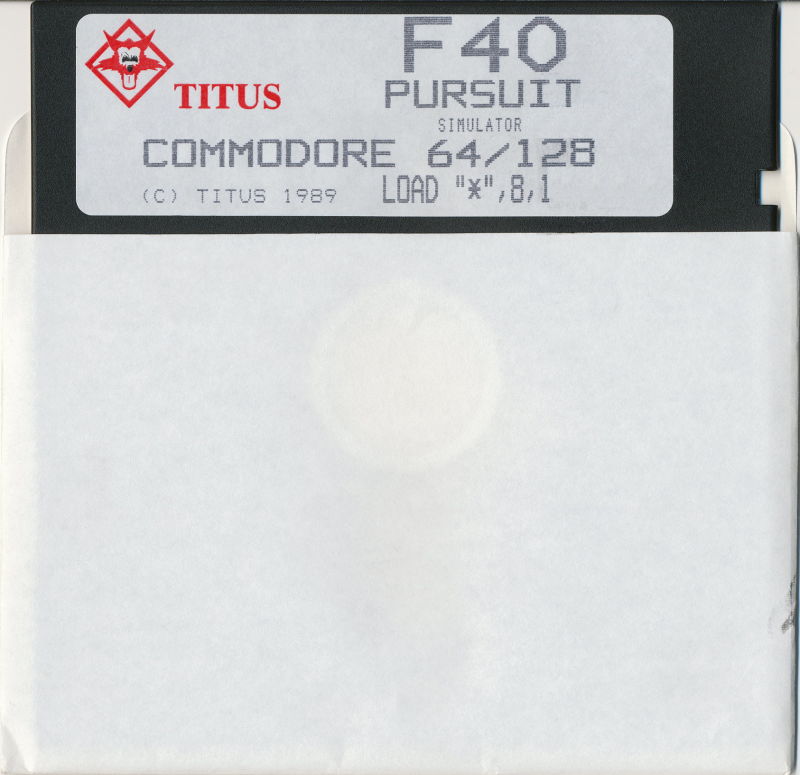 TITUS
F40
PURSUIT
SIMULATOR
COMMODORE 64/128
(C) TITUS 1989 LOAD "*",8,1